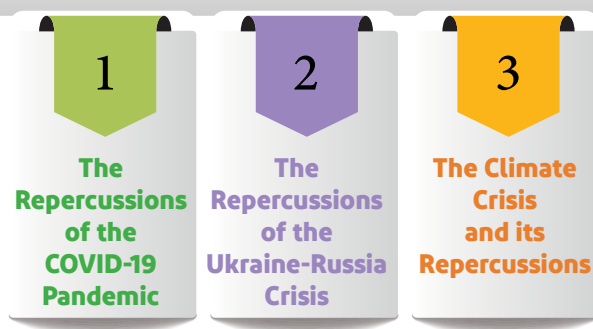 1
The
Repercussions
of the
COVID-19
Pandemic
2
The
Repercussions
of the
Ukraine-Russia
Crisis
3
The Climate
Crisis
and its
Repercussions